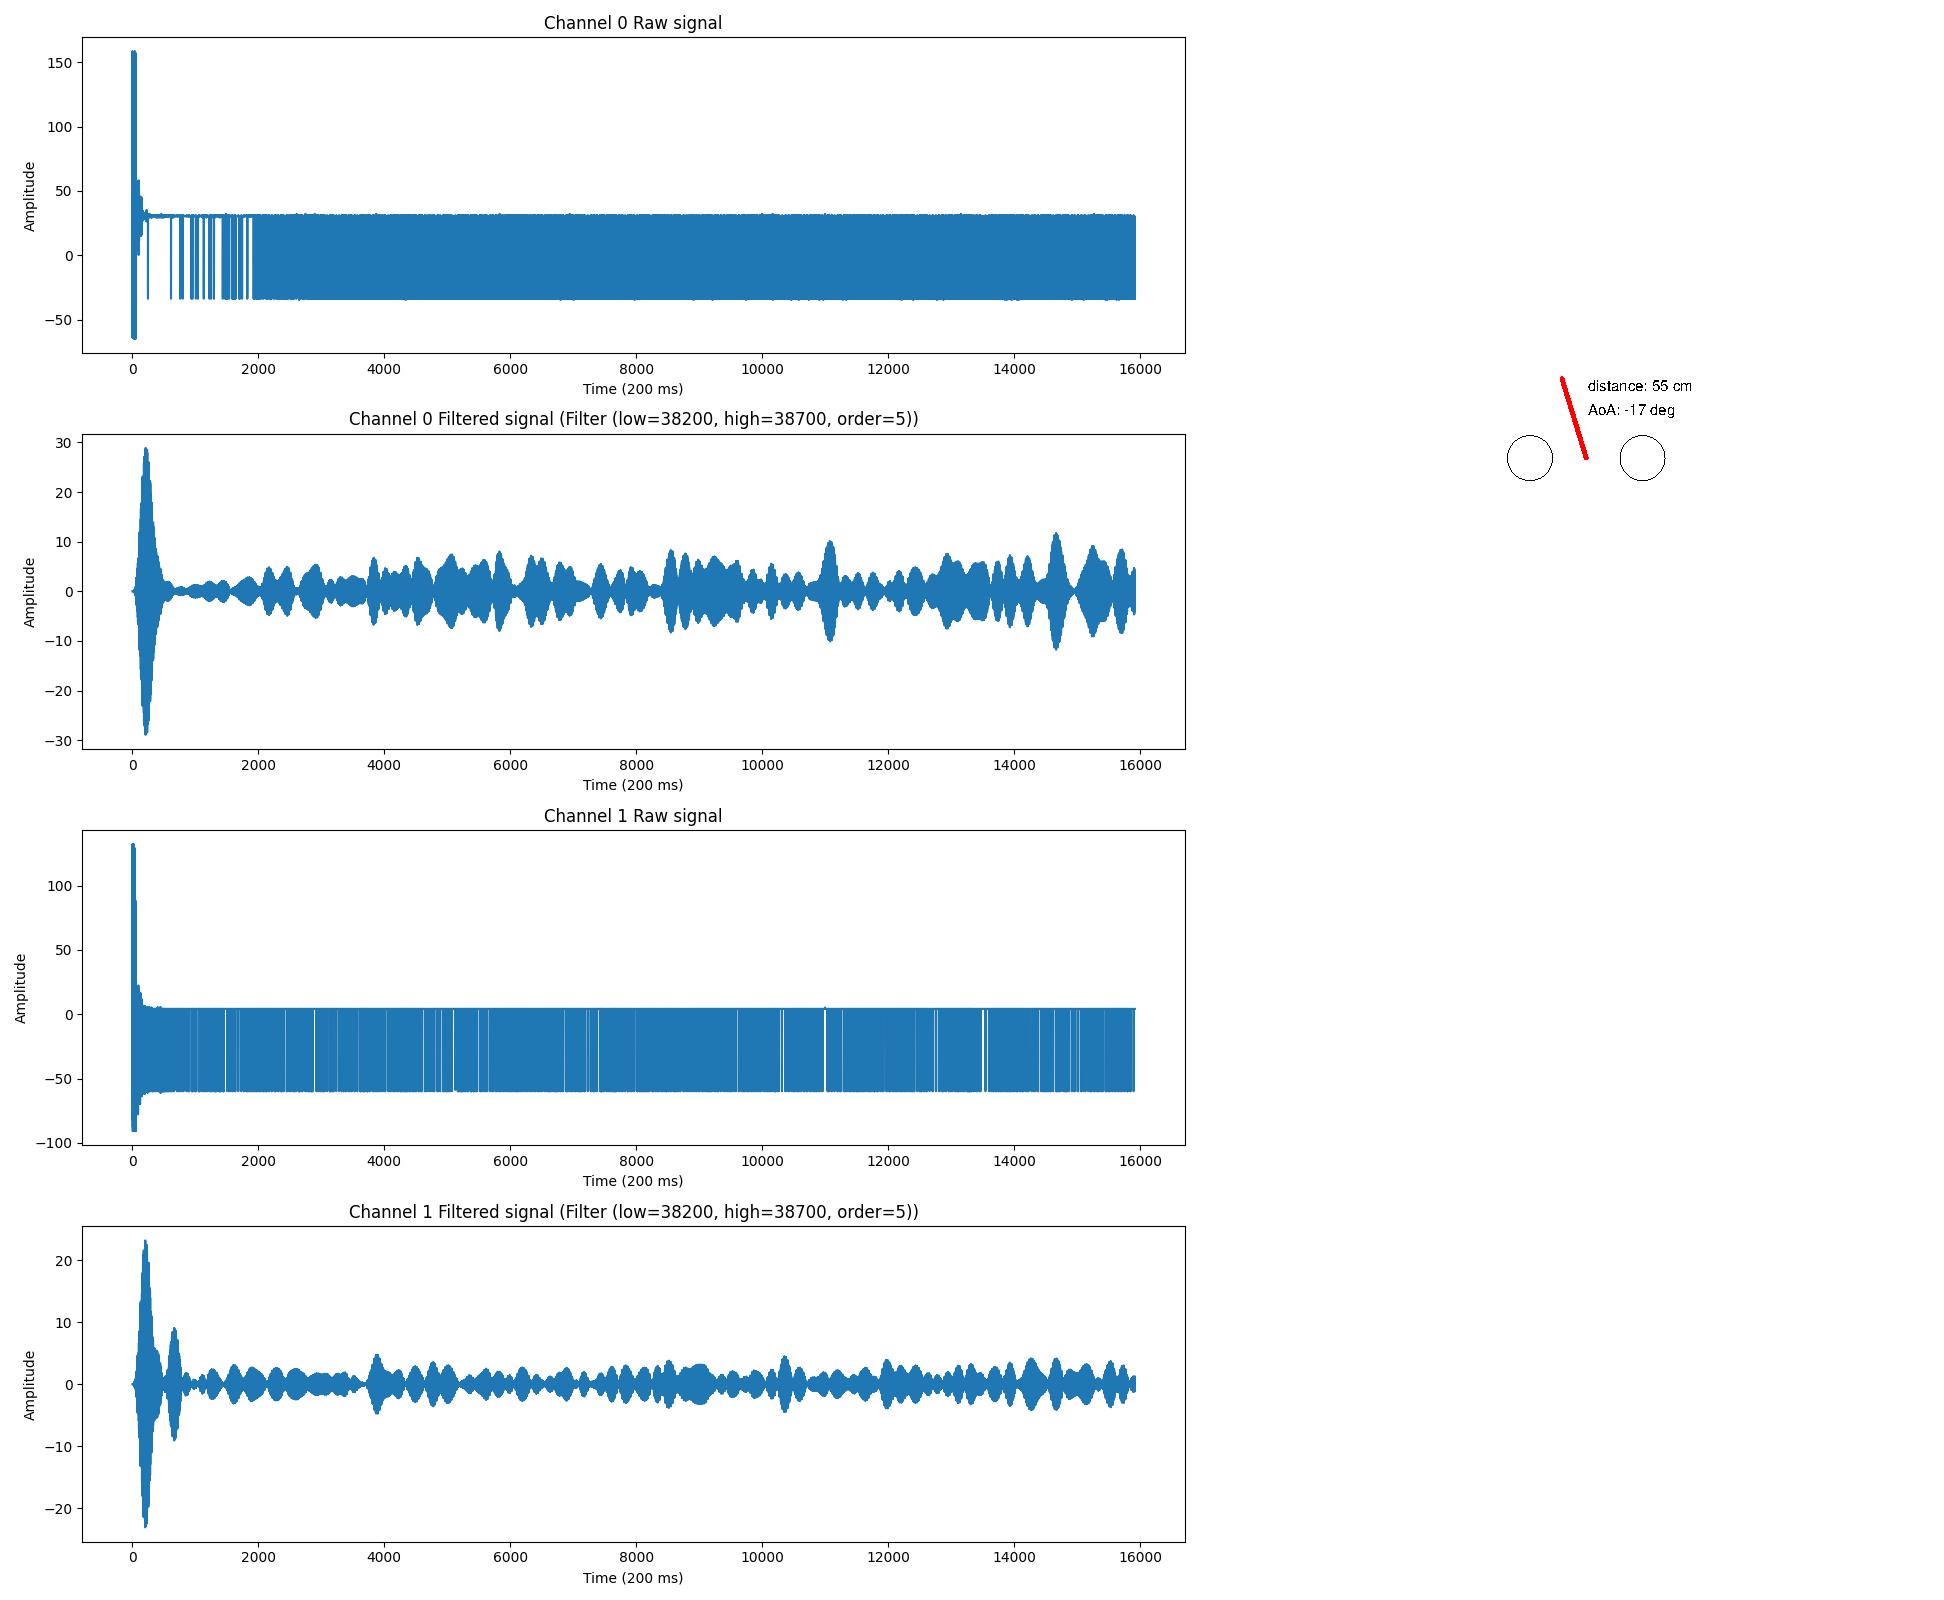 Channel 0 Raw signal
150
100
50
0
−50
Amplitude
0 2000 4000 6000 8000 10000 12000 14000 16000
Time (200 ms)
Channel 0 Filtered signal (Filter (low=38200, high=38700, order=5))
30
20
10
0
−10
−20
−30
Amplitude
0 2000 4000 6000 8000 10000 12000 14000 16000
Time (200 ms)
Channel 1 Raw signal
100
50
0
−50
−100
Amplitude
0 2000 4000 6000 8000 10000 12000 14000 16000
Time (200 ms)
Channel 1 Filtered signal (Filter (low=38200, high=38700, order=5))
20
10
0
−10
−20
Amplitude
0 2000 4000 6000 8000 10000 12000 14000 16000
Time (200 ms)
distance: 55 cm
AoA: -17 deg